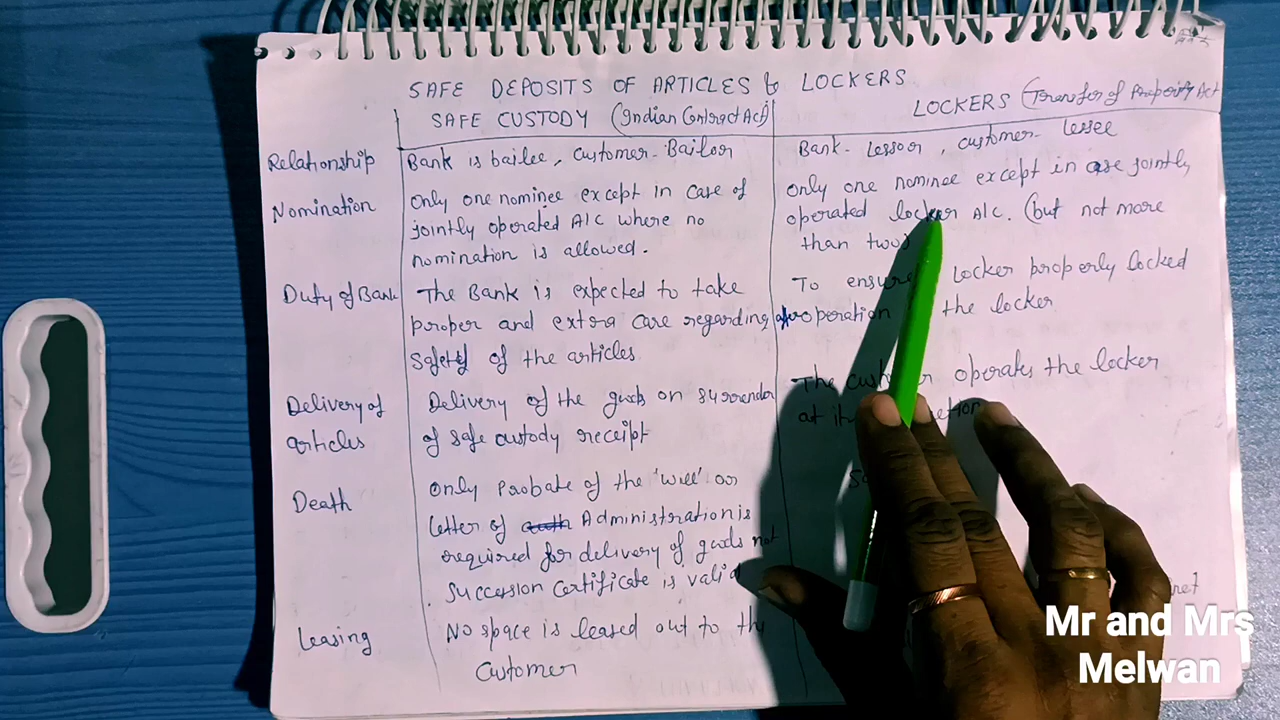 SAFE DEPOSITS OF ARTICLES & LOCKERS
SAFE CUSTODY (Indian Contract Act)
LOCKERS (Transfer of Property Act
Relationship
Bank is bailee, Customer-Bailor
Bank - Lessor, customer - lessee
Nomination
Only one nominee except in case of
jointly operated A/C where no
nomination is allowed.
Only one nominee except in case jointly
operated locker A/C. (but not more
than two)
Duty of Bank
The Bank is expected to take
proper and extra care regarding
Safety of the articles
To ensure Locker properly locked
operation the locker
Delivery of
articles
Delivery of the goods on surrender
of safe custody receipt
The operates the locker
at
Death
Only Probate of the 'will' or
letter of Administration is
required for delivery of goods not
Succession Certificate is valid
Leasing
No space is leased out to the
Customer
Mr and Mrs
Melwan